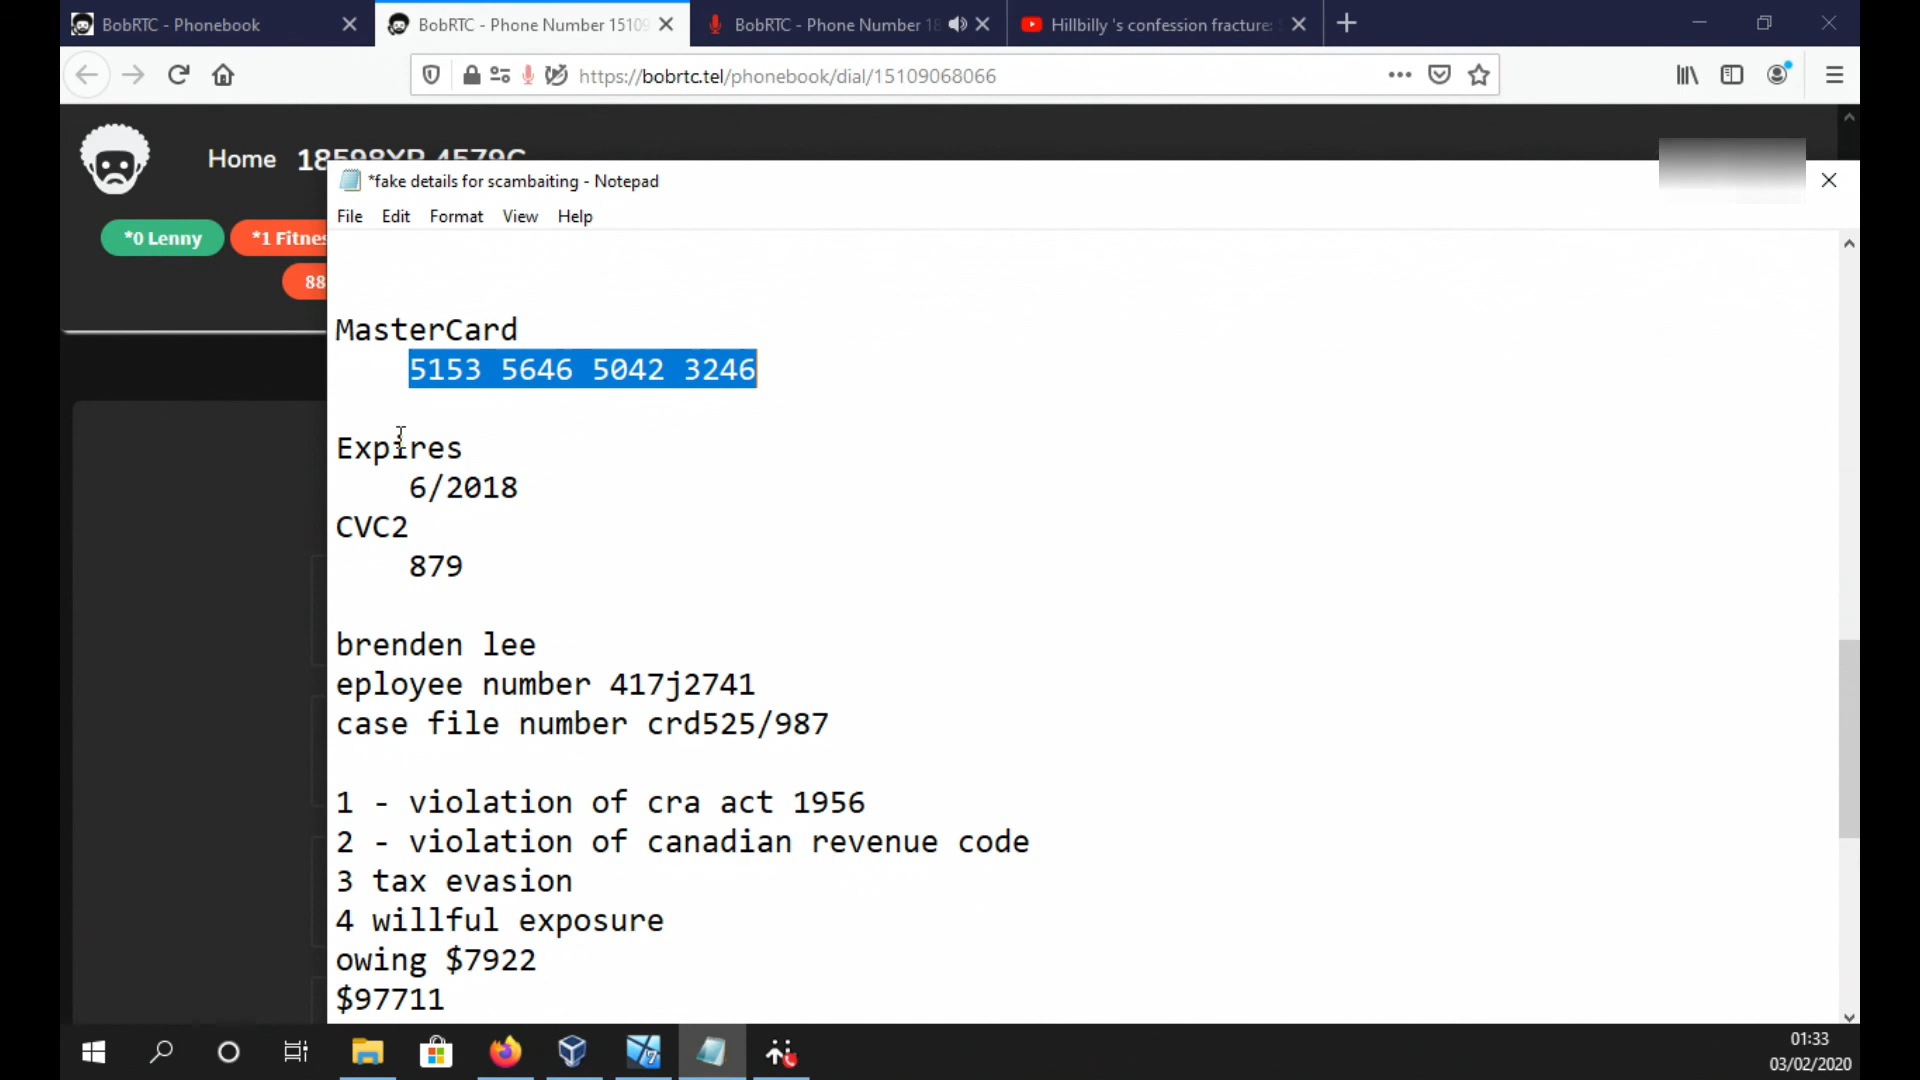 BobRTC - Phonebook
BobRTC - Phone Number 15109
BobRTC - Phone Number 18
Hillbilly 's confession fracture:
https://bobrtc.tel/phonebook/dial/15109068066
Home
*0 Lenny
*1 Fitnes
88
*fake details for scambaiting - Notepad
File Edit Format View Help
MasterCard
5153 5646 5042 3246
Expires
6/2018
CVC2
879
brenden lee
eployee number 417j2741
case file number crd525/987
1 - violation of cra act 1956
2 - violation of canadian revenue code
3 tax evasion
4 willful exposure
owing $7922
$97711
01:33
03/02/2020